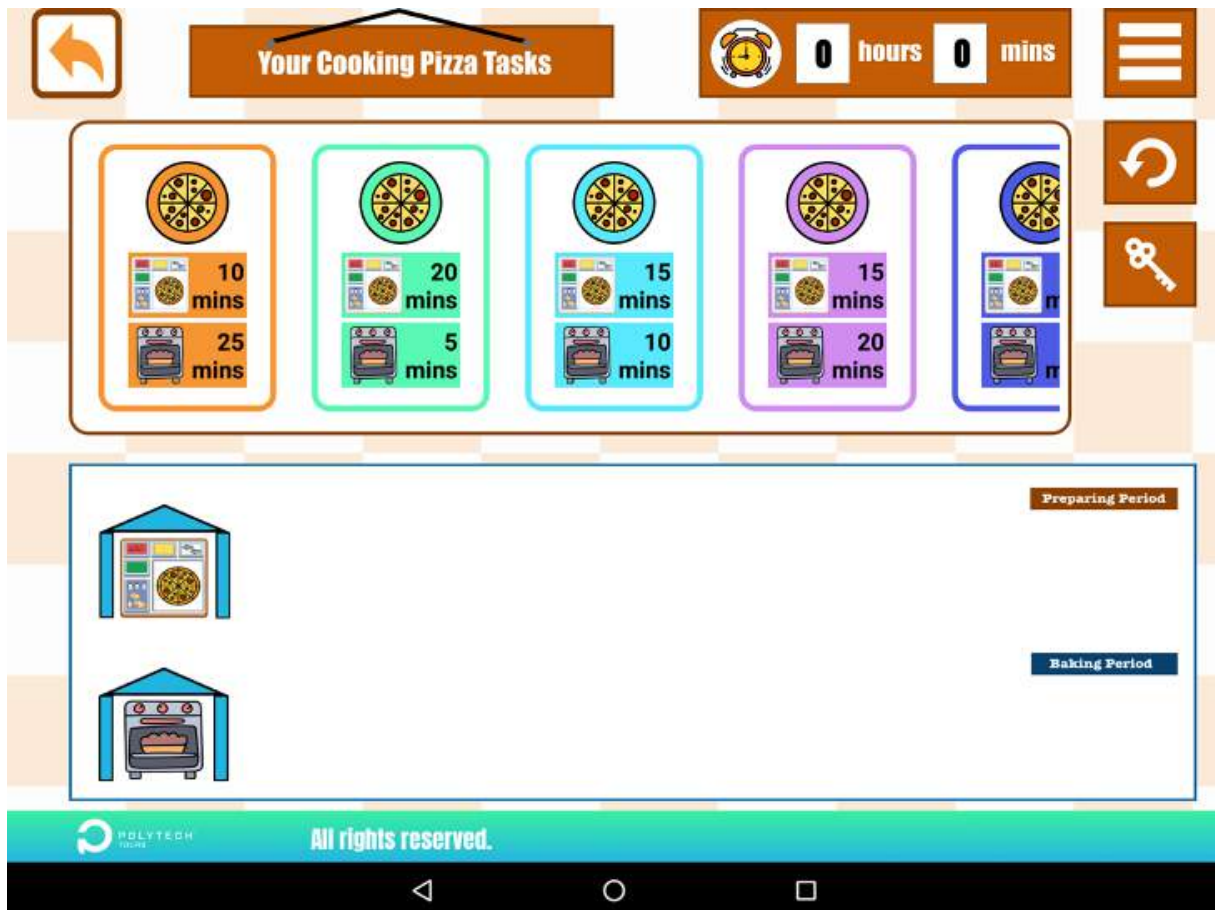 Your Cooking Pizza Tasks
0 hours 0 mins
10
mins
25
mins
20
mins
5
mins
15
mins
10
mins
15
mins
20
mins
m
m
Preparing Period
Baking Period
POLYTECH
TOURS
All rights reserved.